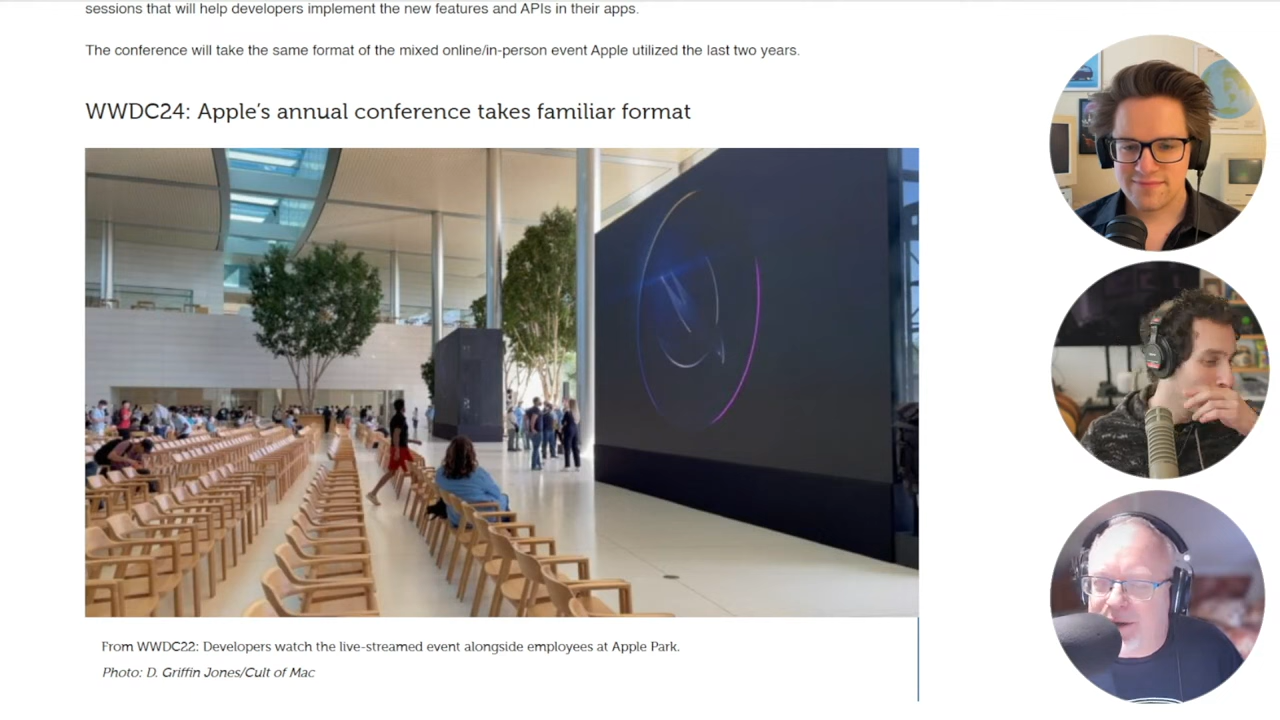 sessions that will help developers implement the new features and APIs in their apps.
The conference will take the same format of the mixed online/in-person event Apple utilized the last two years.
WWDC24: Apple's annual conference takes familiar format
From WWDC22: Developers watch the live-streamed event alongside employees at Apple Park.
Photo: D. Griffin Jones/Cult of Mac